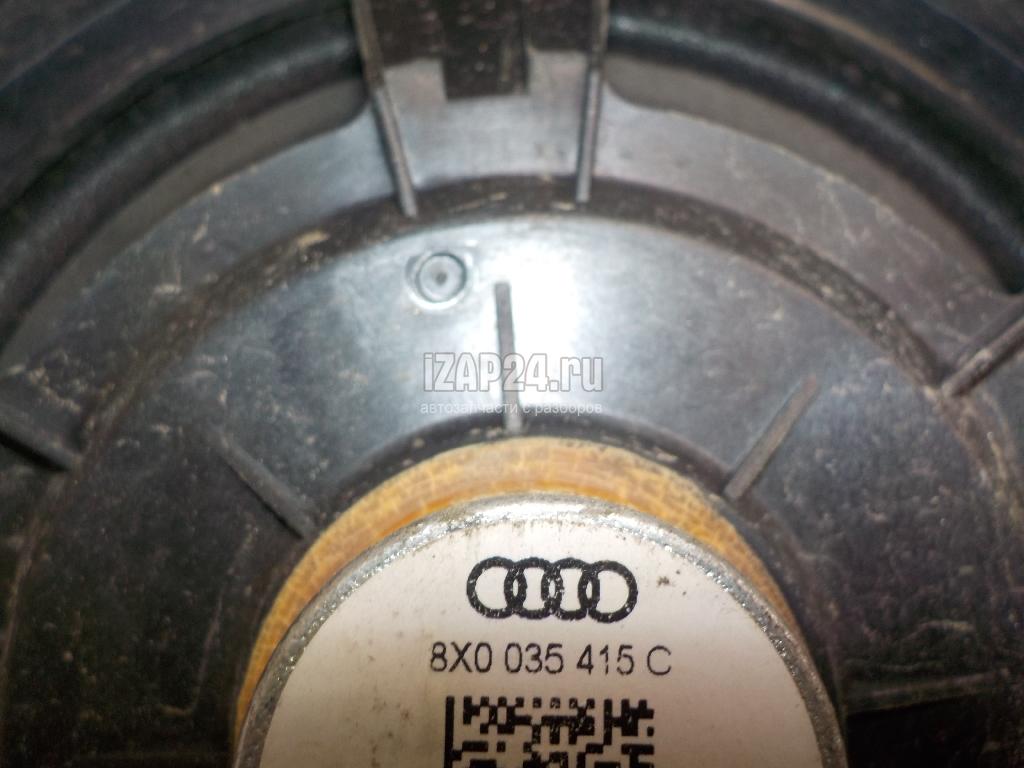 iZAP24.ru
автозапчасти с разборов
8X0 035 415 C